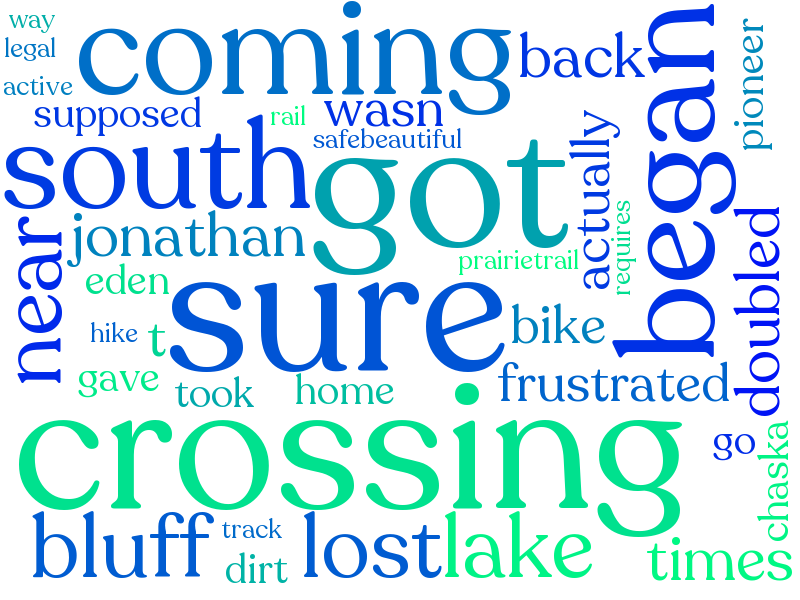 way
legal
active
coming
back
began
pioneer
supposed
rail
wasn
safebeautiful
south
got
actually
near
jonathan
prairietrail
requires
doubled
eden
sure
hike
t
bike
gave
took
home
frustrated
crossing
go
chaska
bluff
track
dirt
lost
lake
times